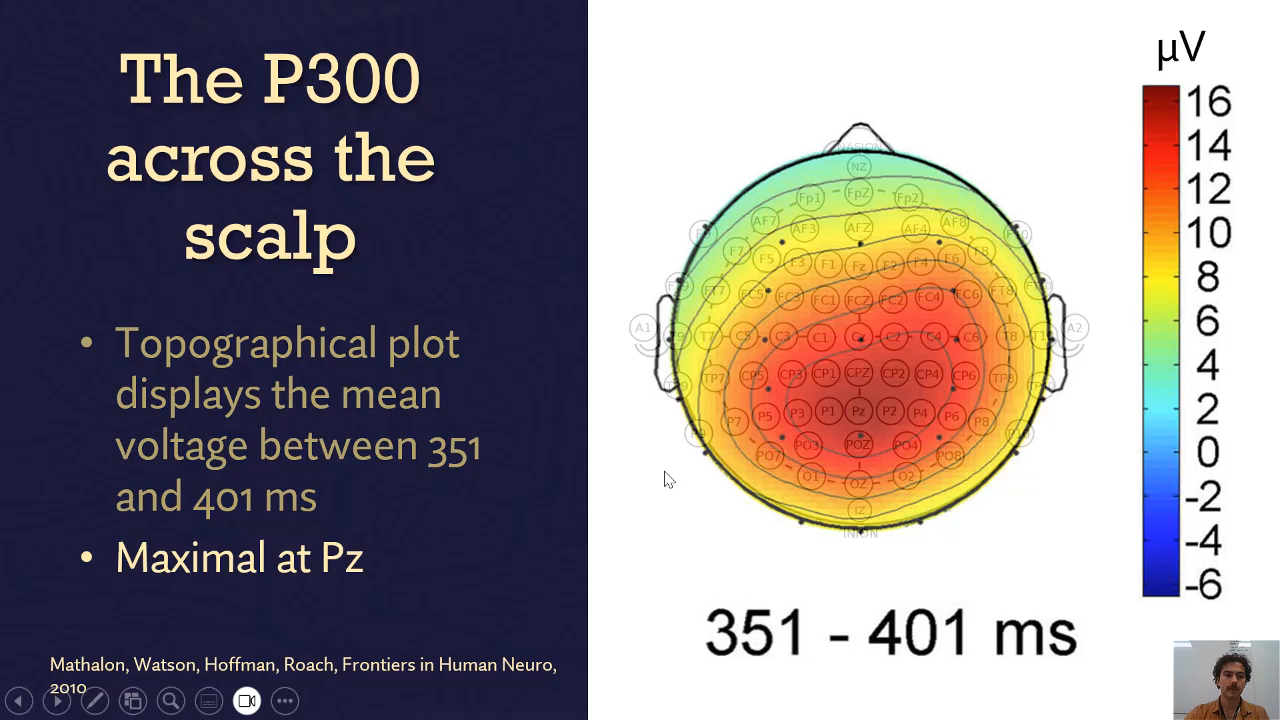 The P300
across the
scalp
• Topographical plot
displays the mean
voltage between 351
and 401 ms
• Maximal at Pz
Mathalon, Watson, Hoffman, Roach, Frontiers in Human Neuro,
2010
µV
16
14
12
10
8
6
4
2
0
-2
-4
-6
NASION
NZ
Fp1 FpZ Fp2
AF7 AF3 AFZ AF4 AF8
F7 F5 F3 F1 Fz F2 F4 F6 F8
FT7 FC5 FC3 FC1 FCZ FC2 FC4 FC6 FT8
A1 T9 T7 C5 C3 C1 Cz C2 C4 C6 T8 T10 A2
TP9 TP7 CP5 CP3 CP1 CPZ CP2 CP4 CP6 TP8
P7 P5 P3 P1 Pz P2 P4 P6 P8
PO7 PO3 POZ PO4 PO8
O1 OZ O2
IZ
INION
351 - 401 ms